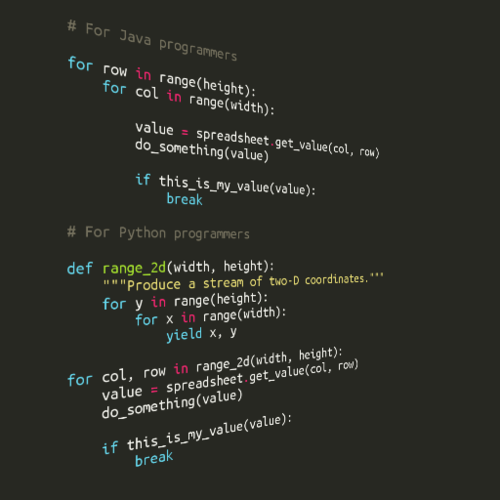 # For Java programmers
for row in range(height):
    for col in range(width):
        value = spreadsheet.get_value(col, row)
        do_something(value)
        if this_is_my_value(value):
            break
# For Python programmers
def range_2d(width, height):
    """Produce a stream of two-D coordinates."""
    for y in range(height):
        for x in range(width):
            yield x, y
for col, row in range_2d(width, height):
    value = spreadsheet.get_value(col, row)
    do_something(value)
    if this_is_my_value(value):
        break